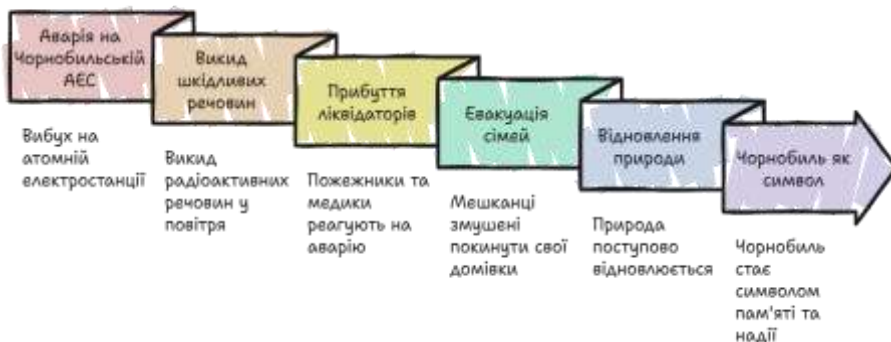 Аварія на
Чорнобильській
АЕС
Вибух на
атомній
електростанції
Викид
шкідливих
речовин
Викид
радіоактивних
речовин у
повітря
Прибуття
ліквідаторів
Пожежники та
медики
реагують на
аварію
Евакуація
сімей
Мешканці
змушені
покинути свої
домівки
Відновлення
природи
Природа
поступово
відновлюється
Чорнобиль як
символ
Чорнобиль
стає
символом
пам'яті та
надії